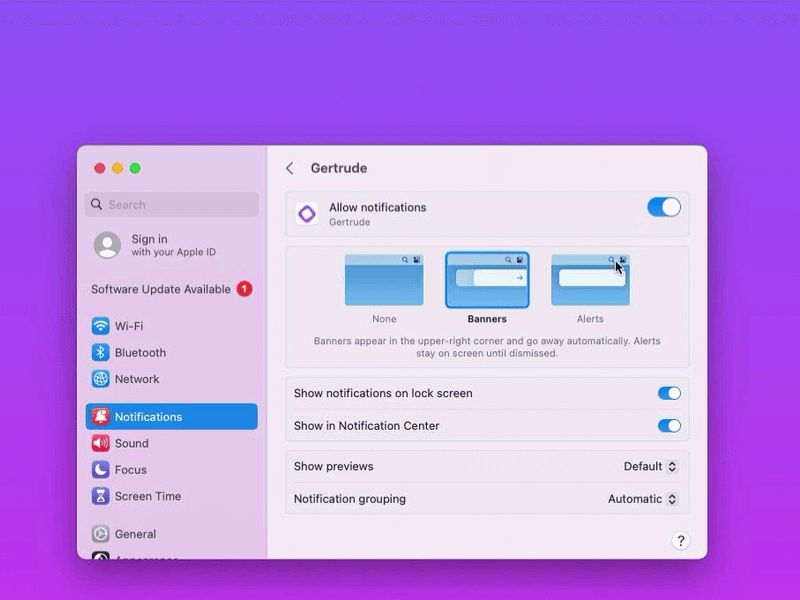 Search
Sign in
with your Apple ID
Software Update Available 1
Wi-Fi
Bluetooth
Network
Notifications
Sound
Focus
Screen Time
General
Gertrude
Allow notifications
Gertrude
None
Banners
Alerts
Banners appear in the upper-right corner and go away automatically. Alerts
stay on screen until dismissed.
Show notifications on lock screen
Show in Notification Center
Show previews Default
Notification grouping Automatic
?